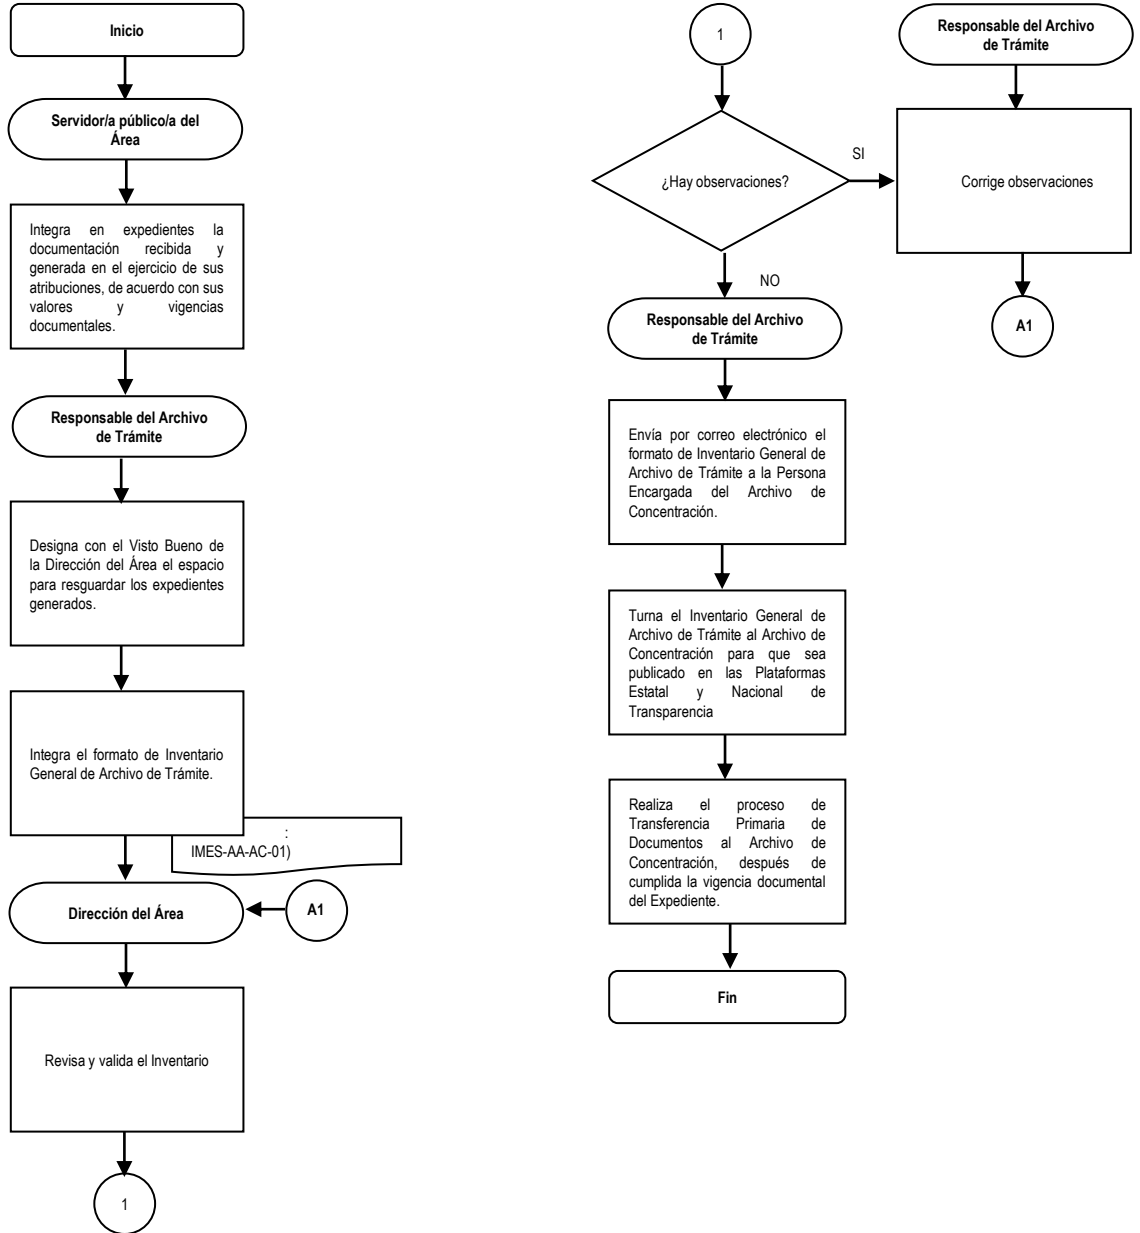 Inicio
Servidor/a público/a del
Área
Integra en expedientes la
documentación recibida y
generada en el ejercicio de sus
atribuciones, de acuerdo con sus
valores y vigencias
documentales.
Responsable del Archivo
de Trámite
Designa con el Visto Bueno de
la Dirección del Área el espacio
para resguardar los expedientes
generados.
Integra el formato de Inventario
General de Archivo de Trámite.
:
IMES-AA-AC-01)
Dirección del Área
A1
Revisa y valida el Inventario
1
1
¿Hay observaciones?
SI
NO
Responsable del Archivo
de Trámite
Corrige observaciones
A1
Responsable del Archivo
de Trámite
Envía por correo electrónico el
formato de Inventario General de
Archivo de Trámite a la Persona
Encargada del Archivo de
Concentración.
Turna el Inventario General de
Archivo de Trámite al Archivo de
Concentración para que sea
publicado en las Plataformas
Estatal y Nacional de
Transparencia
Realiza el proceso de
Transferencia Primaria de
Documentos al Archivo de
Concentración, después de
cumplida la vigencia documental
del Expediente.
Fin